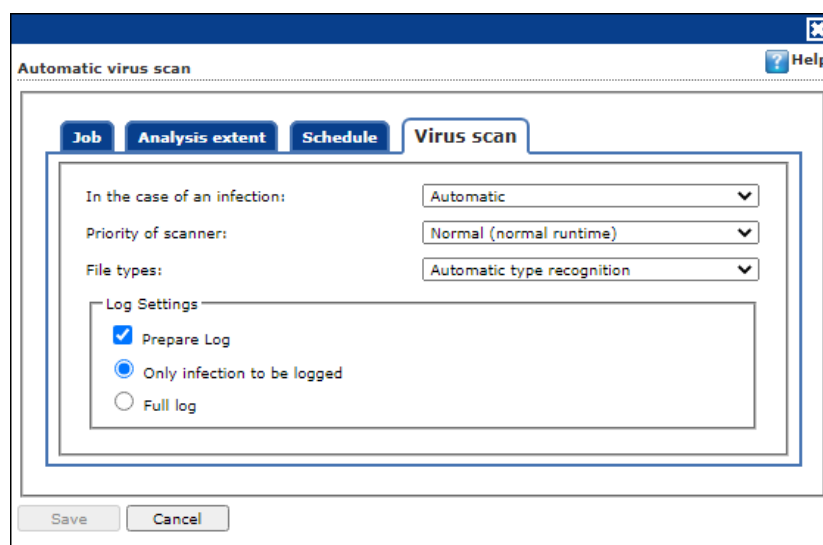 Automatic virus scan
? Help
Job Analysis extent Schedule Virus scan
In the case of an infection: Automatic
Priority of scanner: Normal (normal runtime)
File types: Automatic type recognition
Log Settings
Prepare Log
Only infection to be logged
Full log
Save Cancel